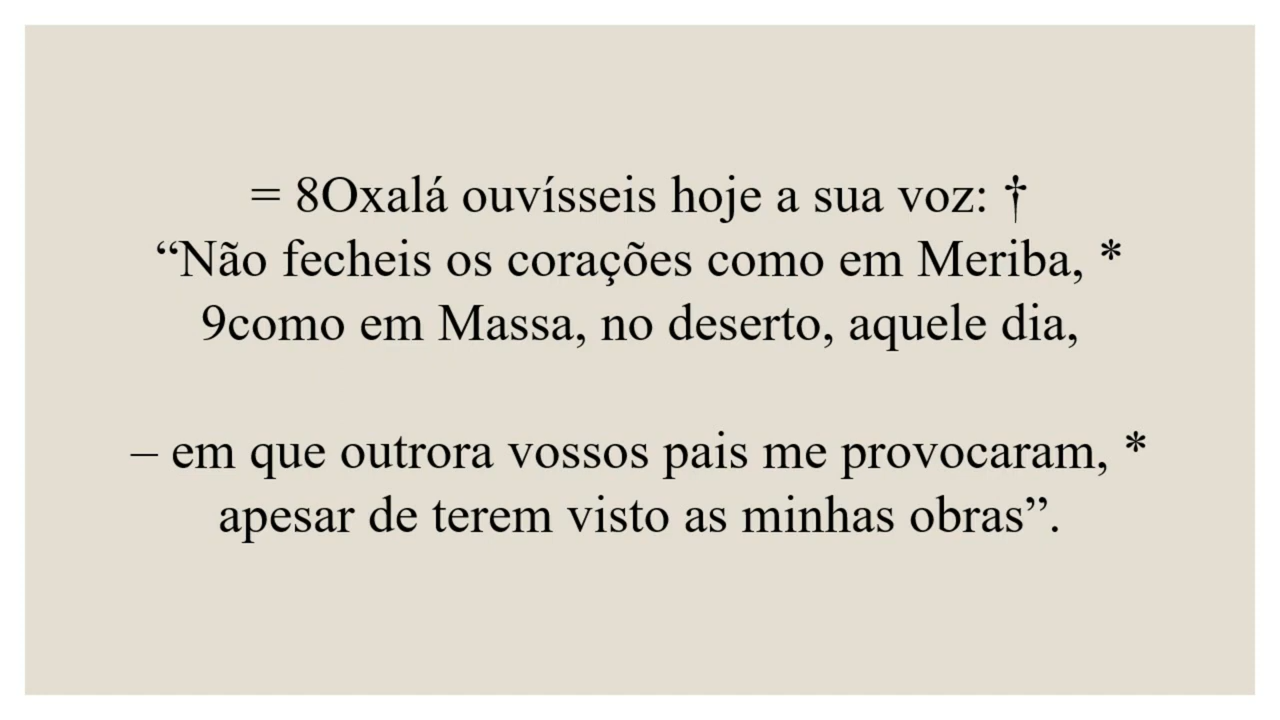 = 8Oxalá ouvísseis hoje a sua voz: †
“Não fecheis os corações como em Meriba, *
9como em Massa, no deserto, aquele dia,
– em que outrora vossos pais me provocaram, *
apesar de terem visto as minhas obras”.